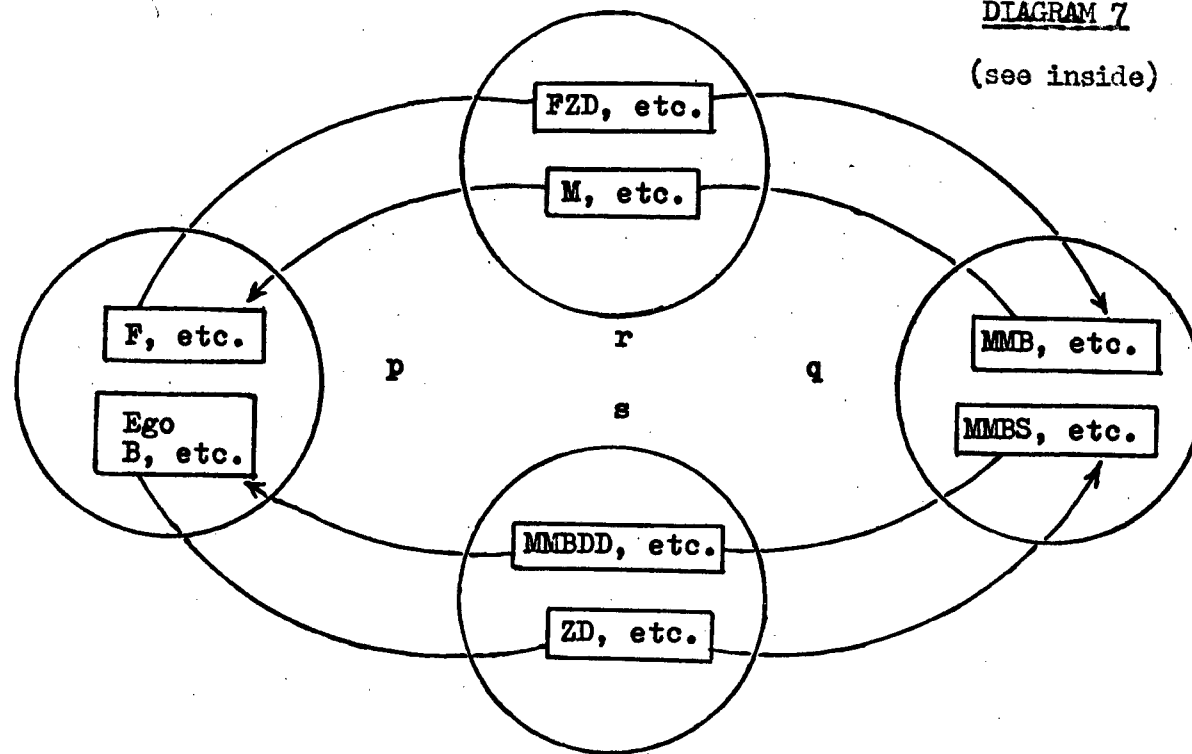 DIAGRAM 7
(see inside)
FZD, etc.
M, etc.
F, etc.
Ego
B, etc.
p
r
q
s
MMB, etc.
MMBS, etc.
MMBDD, etc.
ZD, etc.